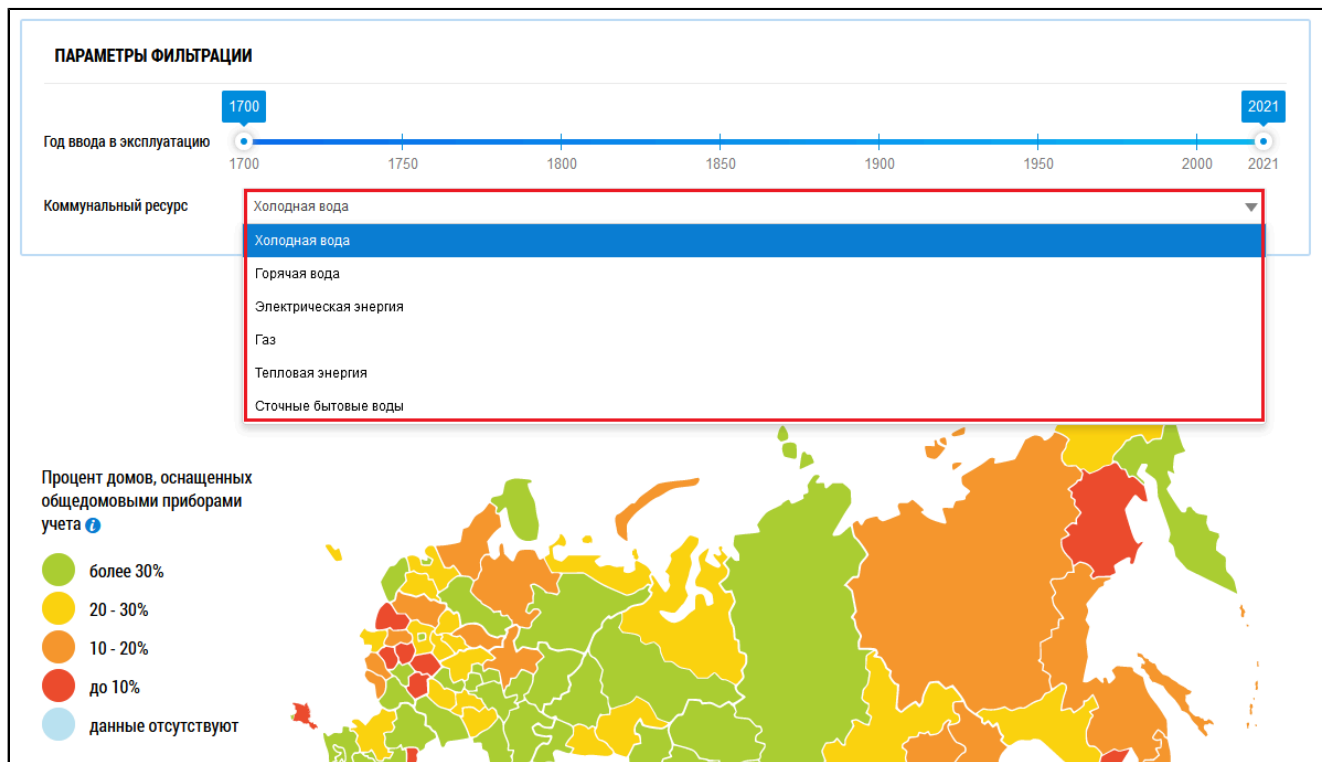 ПАРАМЕТРЫ ФИЛЬТРАЦИИ
1700 2021
Год ввода в эксплуатацию
1700 1750 1800 1850 1900 1950 2000 2021
Коммунальный ресурс Холодная вода
Холодная вода
Горячая вода
Электрическая энергия
Газ
Тепловая энергия
Сточные бытовые воды
Процент домов, оснащенных
общедомовыми приборами
учета i
более 30%
20 - 30%
10 - 20%
до 10%
данные отсутствуют